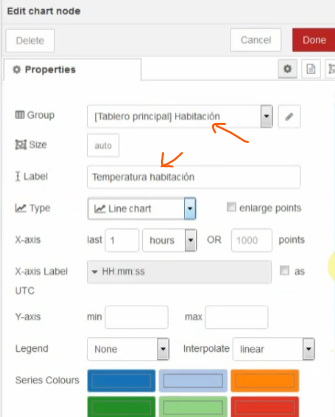 Edit chart node
Delete Cancel Done
Properties
Group [Tablero principal] Habitación
Size auto
Label Temperatura habitación
Type Line chart enlarge points
X-axis last 1 hours OR 1000 points
X-axis Label HH:mm:ss as
UTC
Y-axis min max
Legend None Interpolate linear
Series Colours